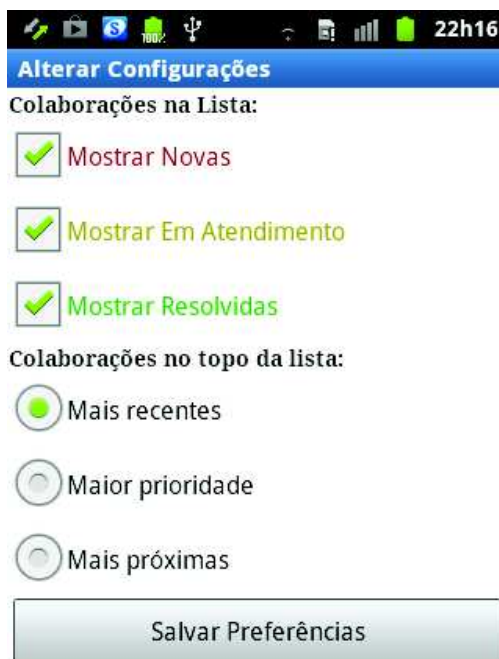 100%
22h16
Alterar Configurações
Colaborações na Lista:
Mostrar Novas
Mostrar Em Atendimento
Mostrar Resolvidas
Colaborações no topo da lista:
Mais recentes
Maior prioridade
Mais próximas
Salvar Preferências